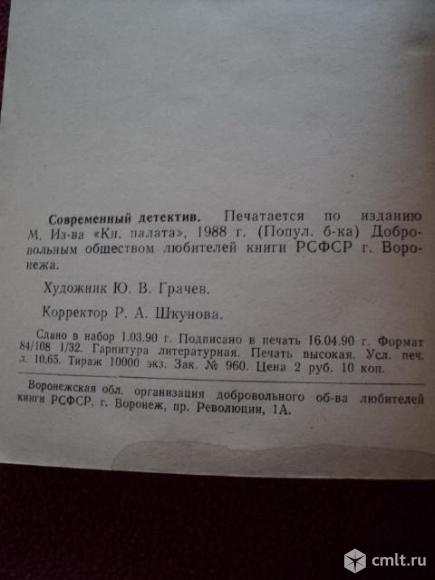 Современный детектив. Печатается по изданию
М. Из-ва «Кн. палата», 1988 г. (Попул. б-ка) Добро-
вольным обществом любителей книги РСФСР г. Воро-
нежа.
Художник Ю. В. Грачев.
Корректор Р. А. Шкунова.
Сдано в набор 1.03.90 г. Подписано в печать 16.04.90 г. Формат
84/108 1/32. Гарнитура литературная. Печать высокая. Усл. печ.
л. 10,65. Тираж 10000 экз. Зак. № 960. Цена 2 руб. 10 коп.
Воронежская обл. организация добровольного об-ва любителей
книги РСФСР, г. Воронеж, пр. Революции, 1А.
cmlt.ru